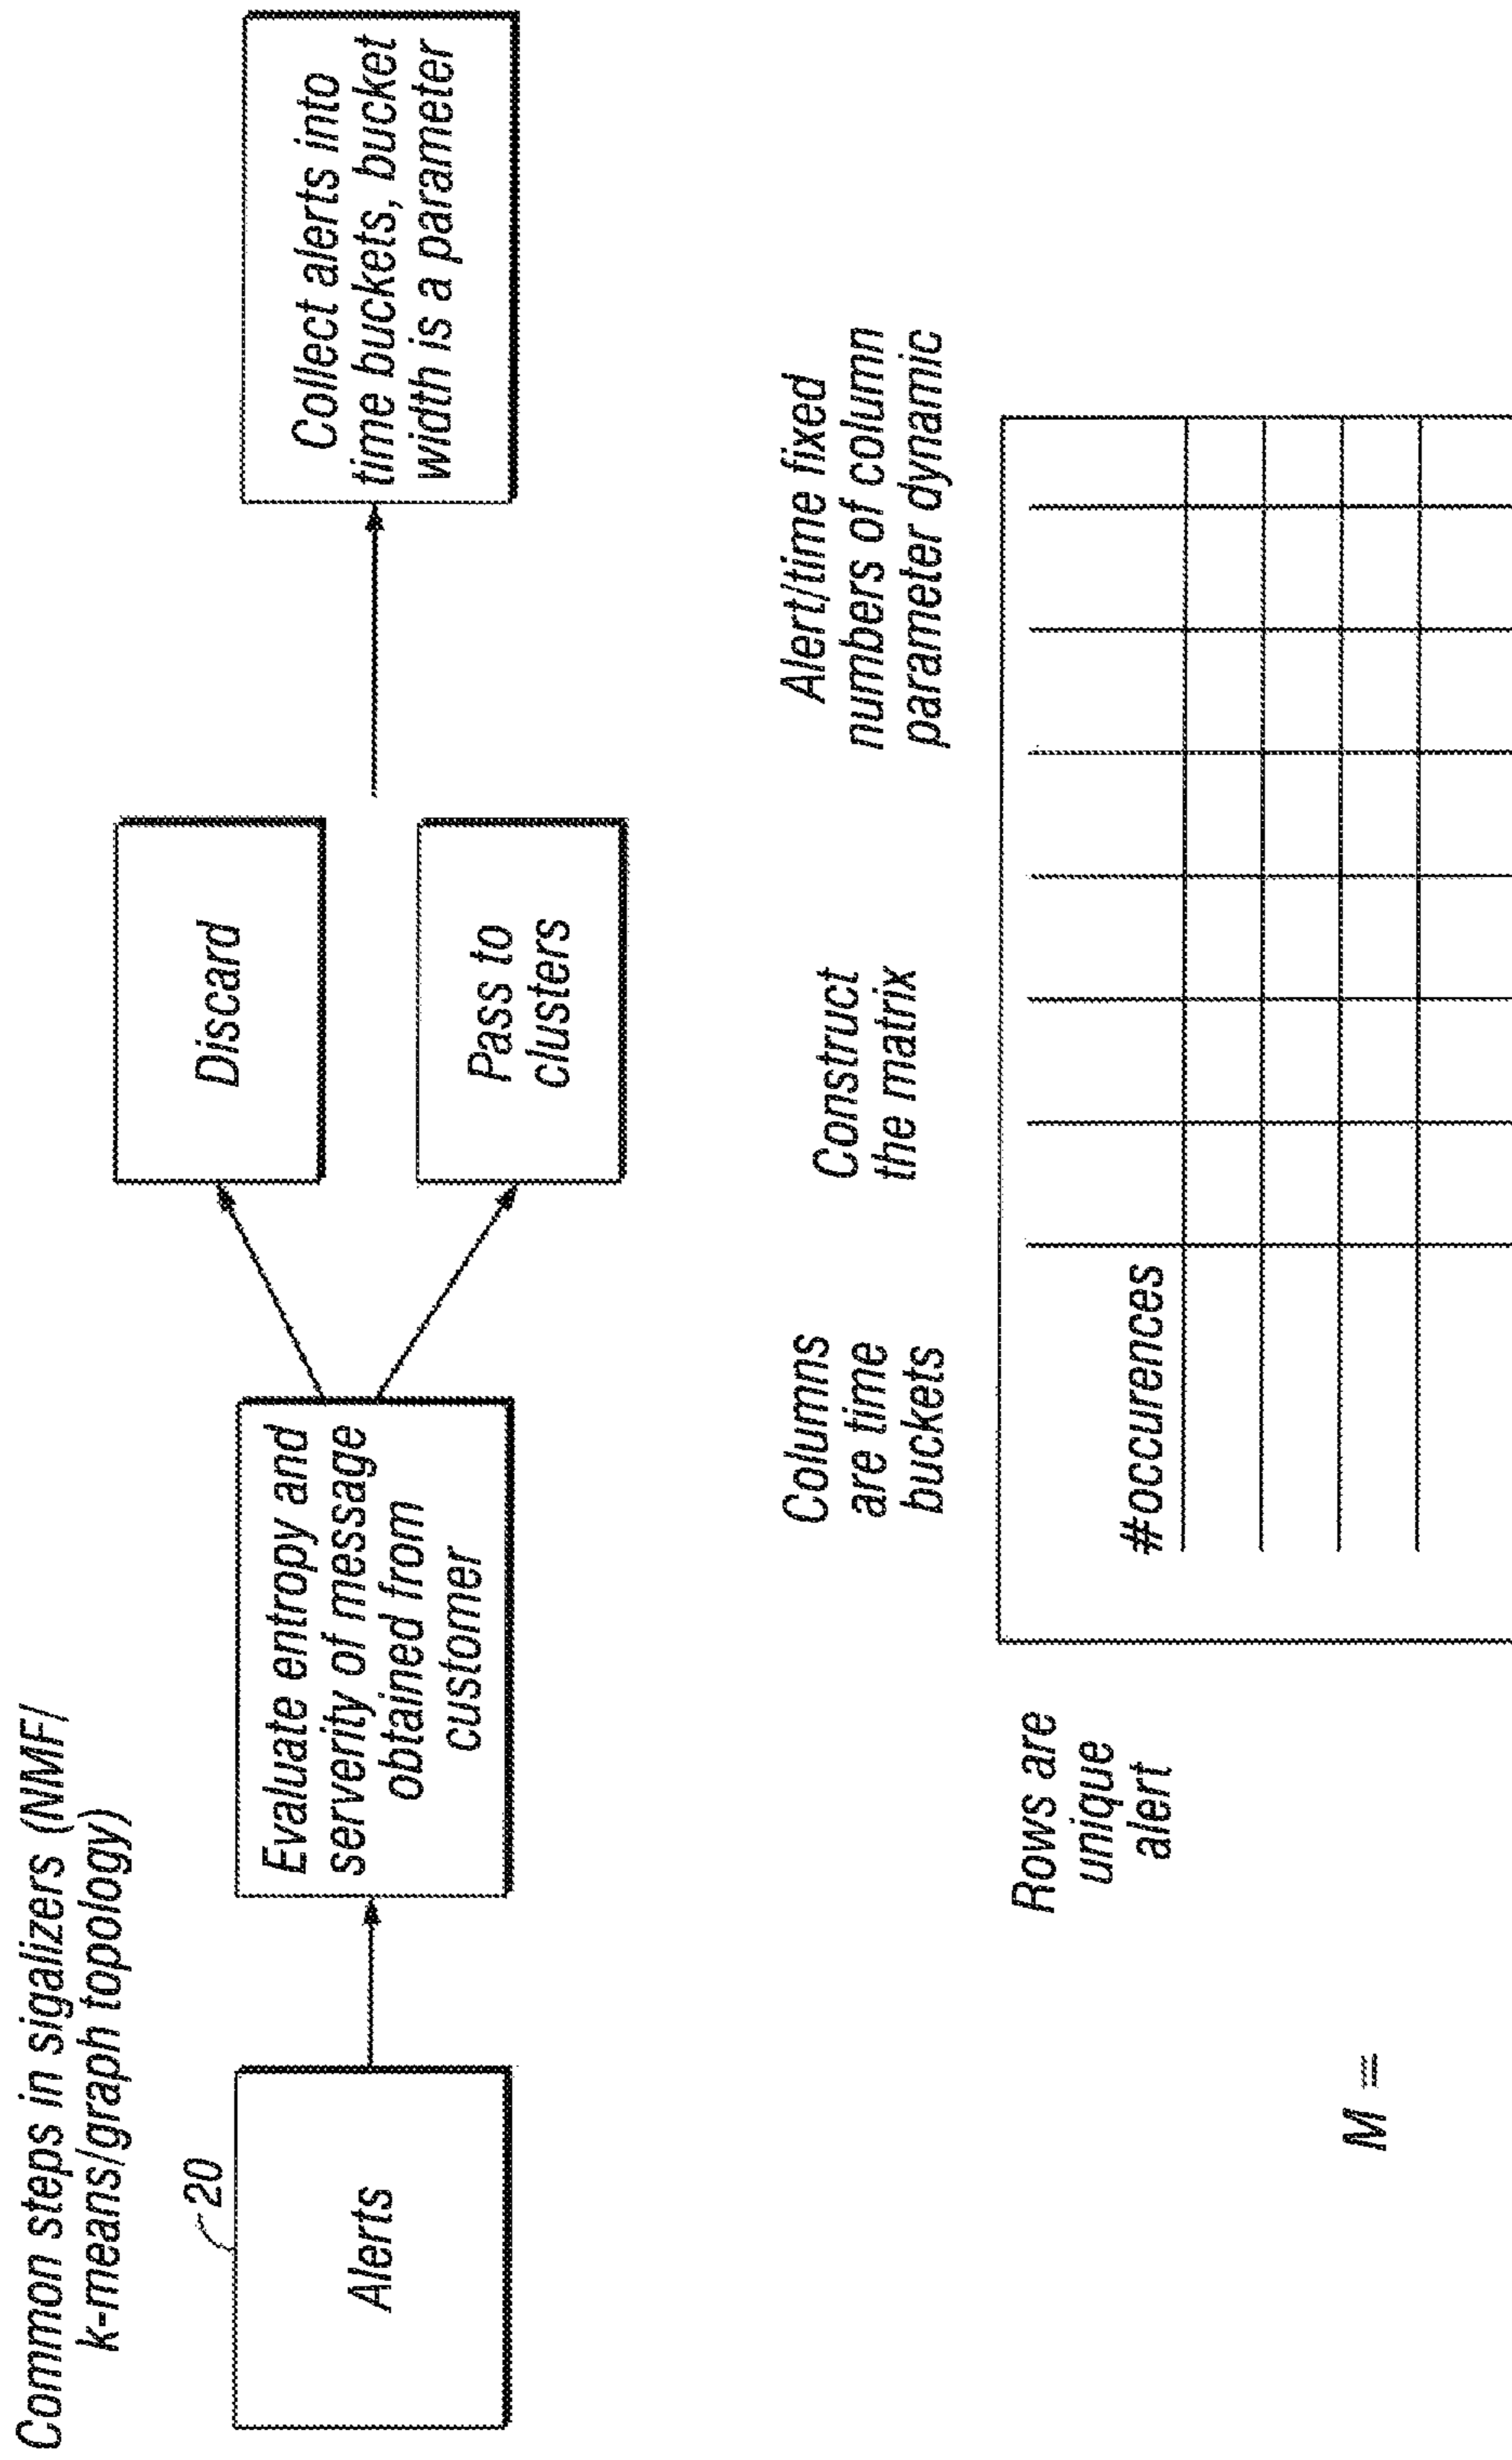 Common steps in sigalizers (NMF/
k-means/graph topology)
20
Alerts
Evaluate entropy and
serverity of message
obtained from
customer
Discard
Pass to
clusters
Collect alerts into
time buckets, bucket
width is a parameter
Columns
are time
buckets
Construct
the matrix
Alert/time fixed
numbers of column
parameter dynamic
Rows are
unique
alert
#occurences
M =